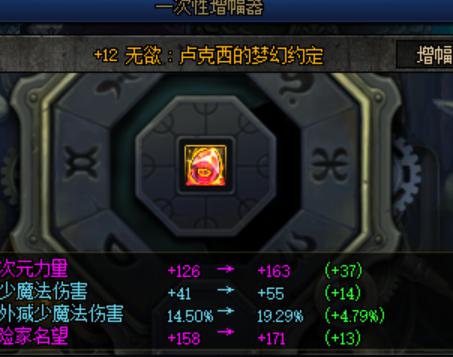 一次性增幅器
+12 无欲：卢克西的梦幻约定
增幅
次元力量 +126 → +163 (+37)
少魔法伤害 +41 → +55 (+14)
外减少魔法伤害 14.50% → 19.29% (+4.79%)
险家名望 +158 → +171 (+13)